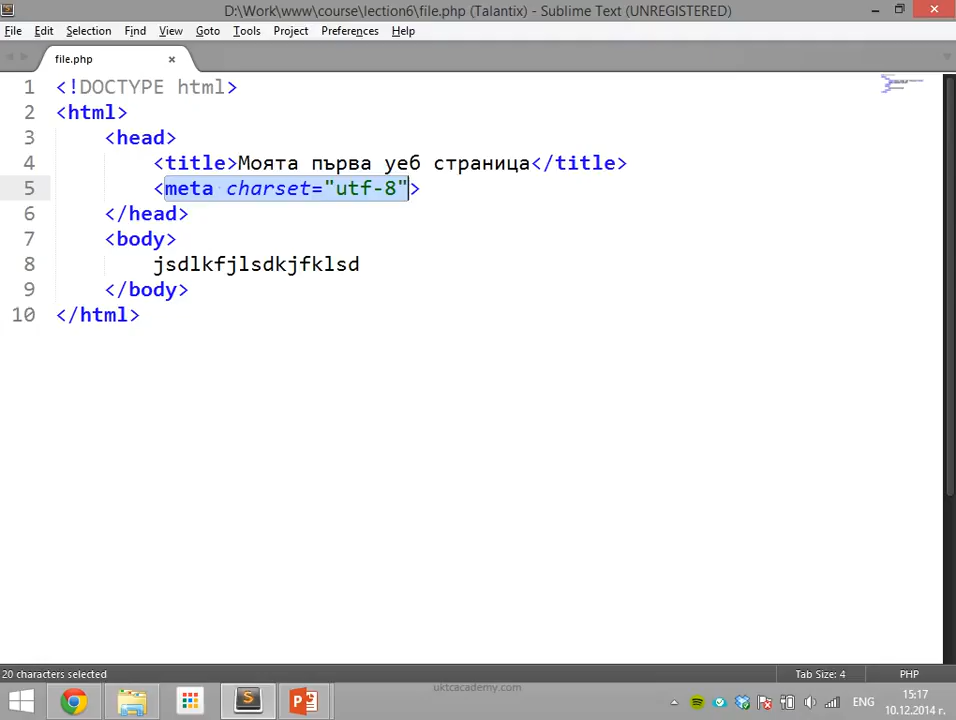 D:\Work\www\course\lection6\file.php (Talantix) - Sublime Text (UNREGISTERED)
File Edit Selection Find View Goto Tools Project Preferences Help
file.php
1 <!DOCTYPE html>
2 <html>
3 <head>
4 <title>Моята първа уеб страница</title>
5 <meta charset="utf-8">
6 </head>
7 <body>
8 jsdlkfjlsdkjfklsd
9 </body>
10 </html>
20 characters selected Tab Size: 4 PHP
uktcacademy.com
ENG 15:17
10.12.2014 г.